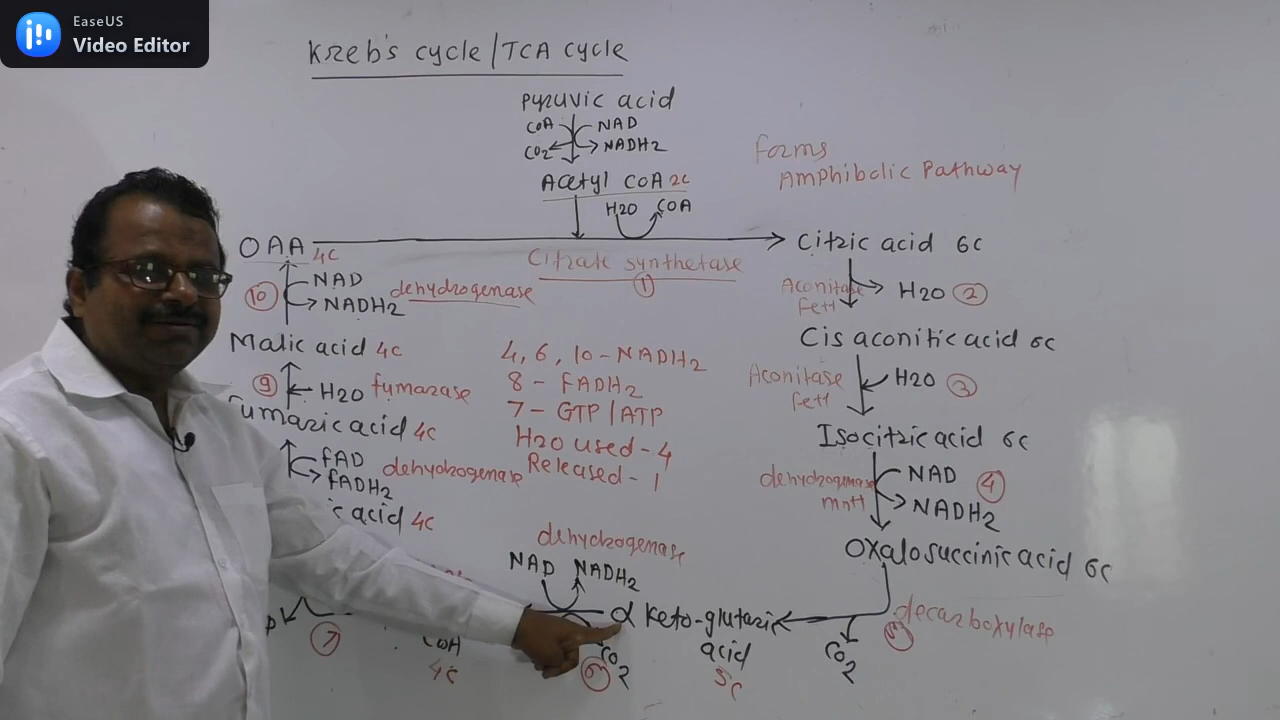 EaseUS
Video Editor
Kreb's cycle/TCA cycle
Pyruvic acid
CoA NAD
CO2 NADH2
Forms
Amphibolic Pathway
Acetyl COA 2C
H2O COA
OAA 4C
Citric acid 6C
Citrate synthetase
1
10 NAD
NADH2
dehydrogenase
Aconitase
Fe++
H2O 2
Malic acid 4C
Cis aconitic acid 6C
4, 6, 10 - NADH2
8 - FADH2
7 - GTP/ATP
H2O used - 4
Released - 1
9 H2O fumarase
Aconitase
Fe++
H2O 3
Fumaric acid 4C
Isocitric acid 6C
FAD
FADH2
dehydrogenase
dehydrogenase
mn++
NAD 4
NADH2
acid 4C
dehydrogenase
NAD NADH2
Oxalosuccinic acid 6C
α Keto-glutaric
acid
5C
decarboxylase
5
CO2
7
CoA
4C
6 CO2